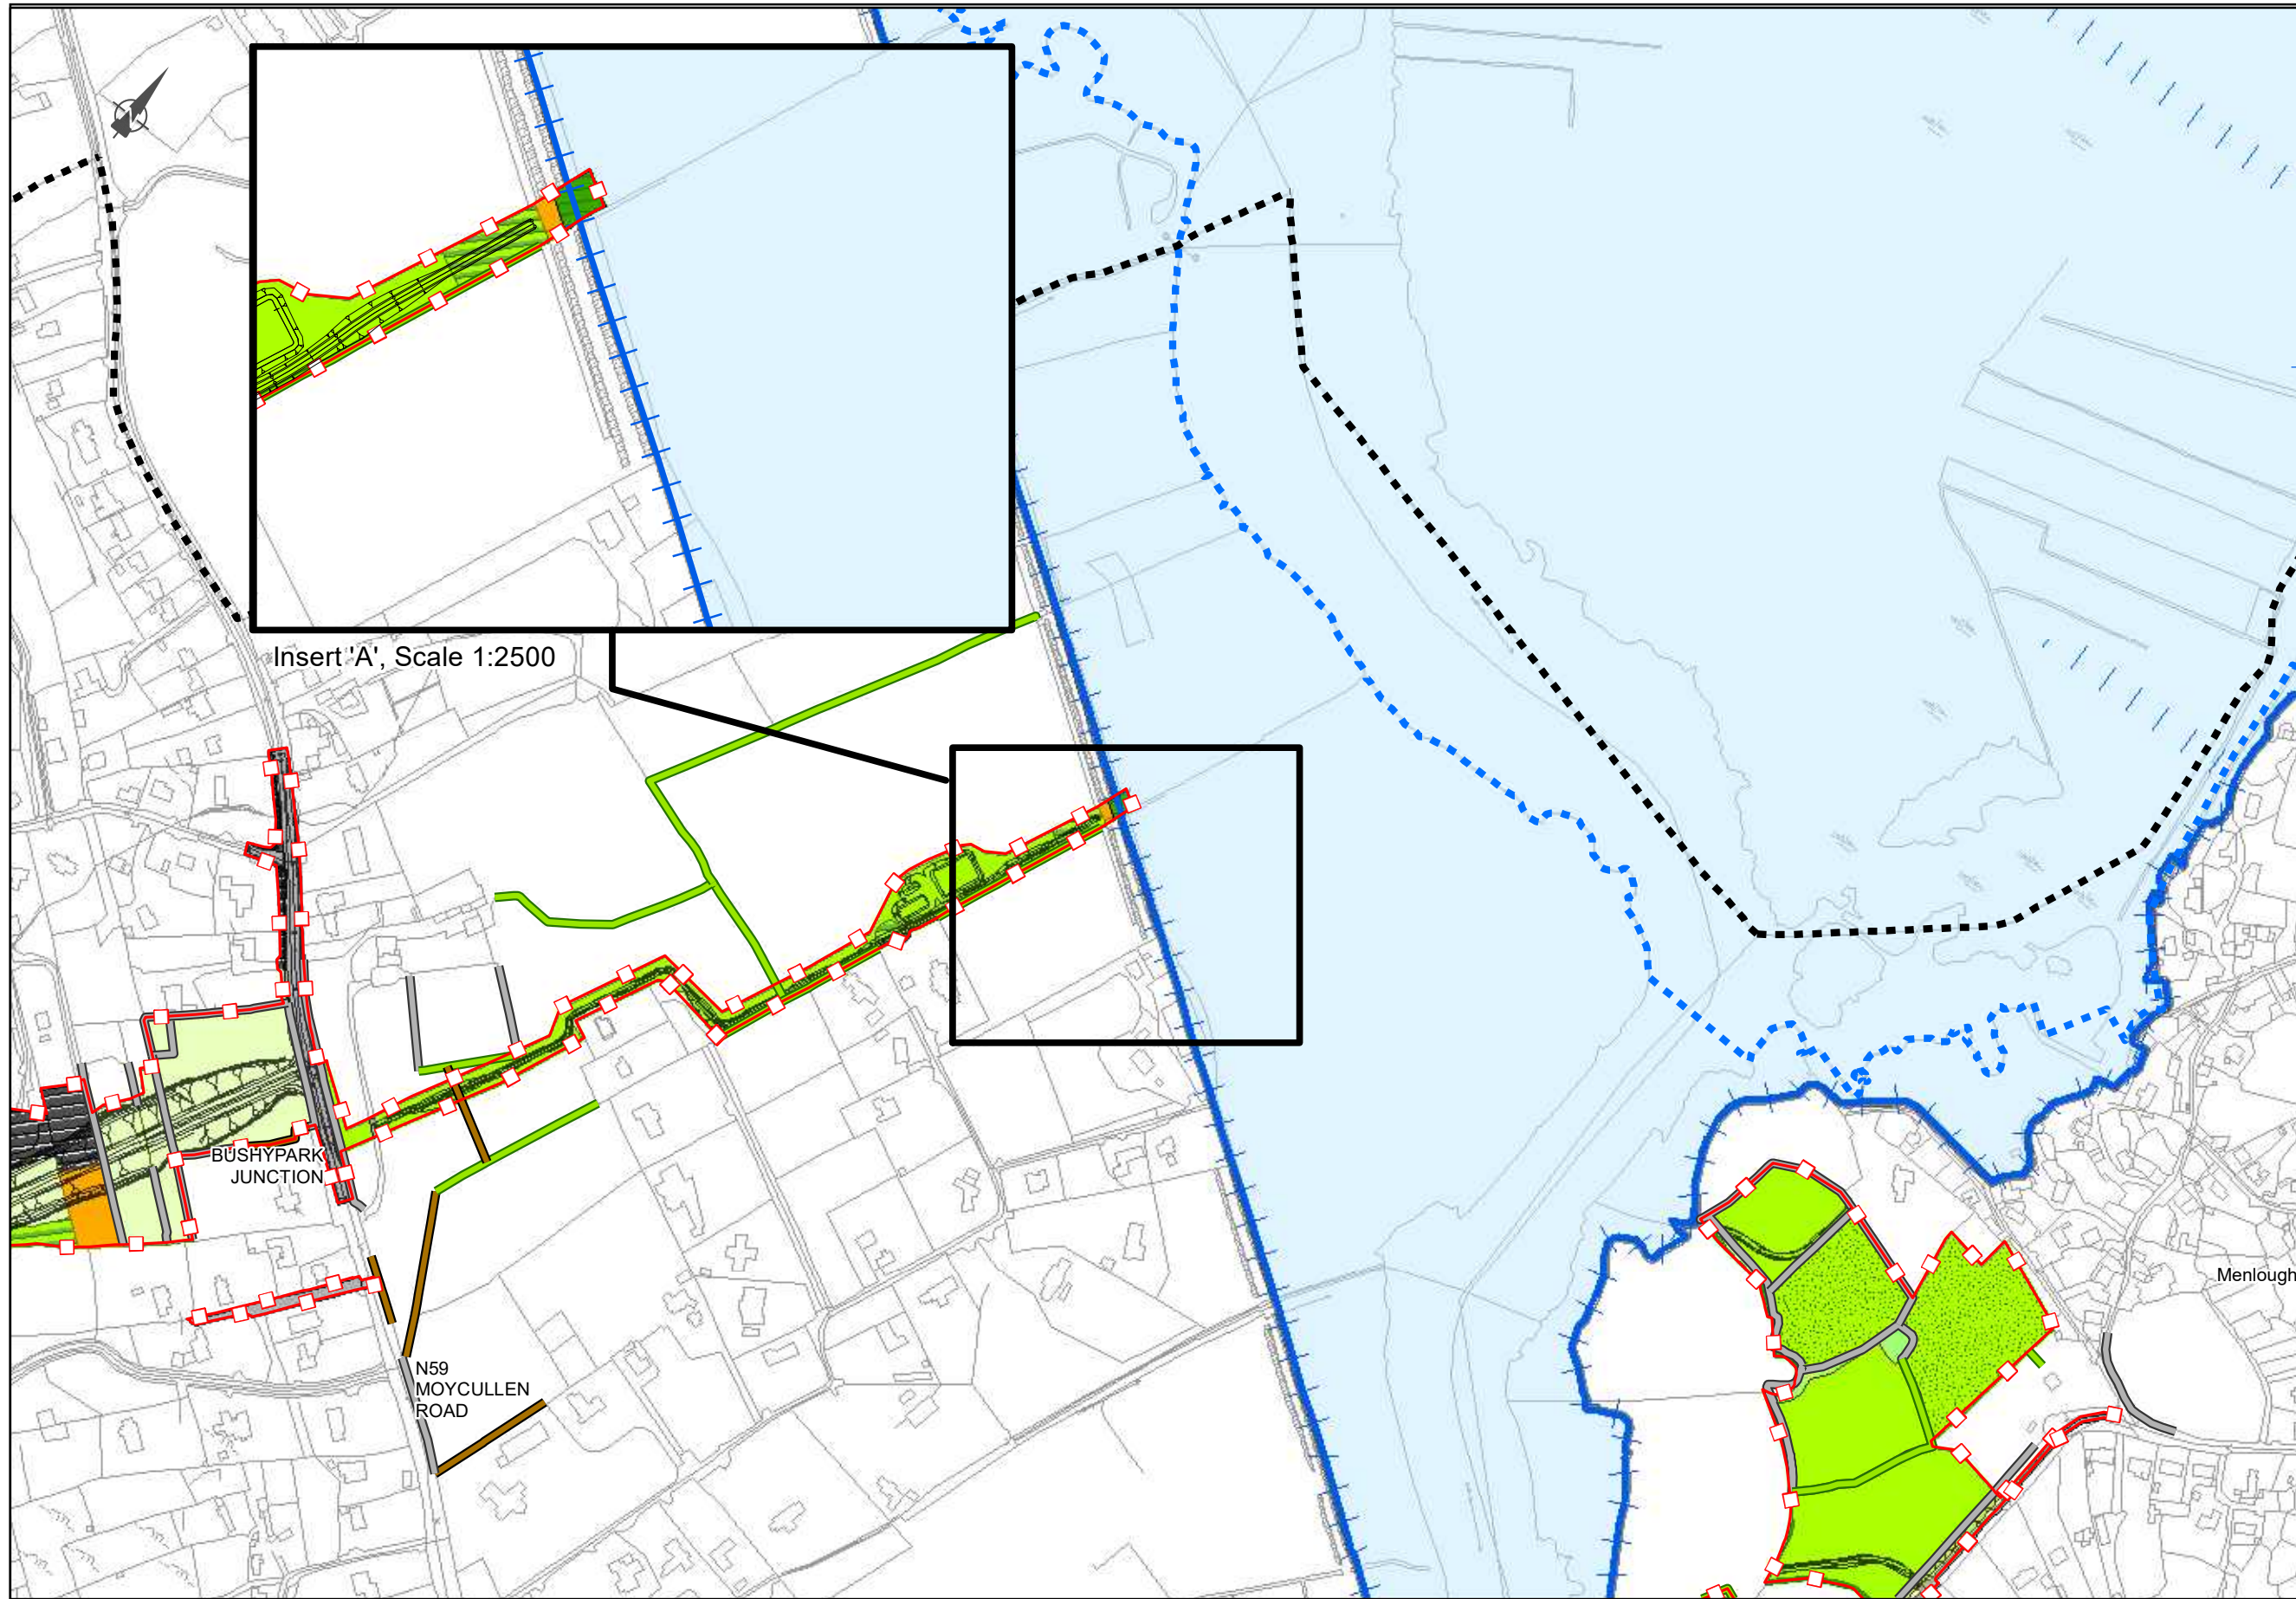 N
Insert 'A', Scale 1:2500
BUSHYPARK
JUNCTION
N59
MOYCULLEN
ROAD
Menlough